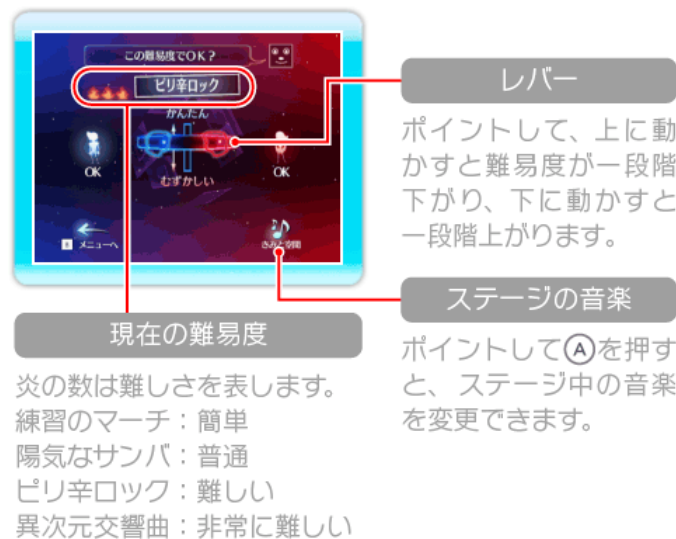 この難易度でOK?
ピリ辛ロック
かんたん
OK
OK
むずかしい
メニューへ
レバー
ポイントして、上に動
かすと難易度が一段階
下がり、下に動かすと
一段階上がります。
ステージの音楽
ポイントしてⒶを押す
と、ステージ中の音楽
を変更できます。
現在の難易度
炎の数は難しさを表します。
練習のマーチ:簡単
陽気なサンバ:普通
ピリ辛ロック:難しい
異次元交響曲:非常に難しい